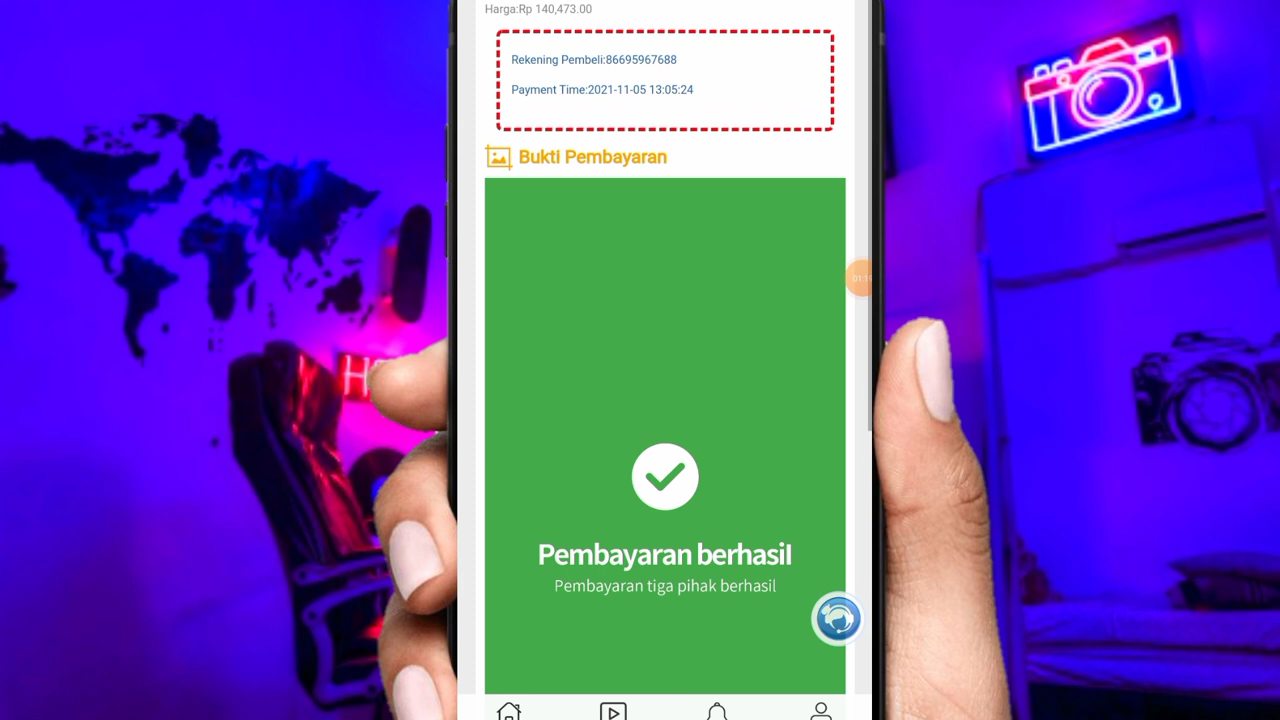 Harga:Rp 140,473.00
Rekening Pembeli:86695967688
Payment Time:2021-11-05 13:05:24
Bukti Pembayaran
Pembayaran berhasil
Pembayaran tiga pihak berhasil